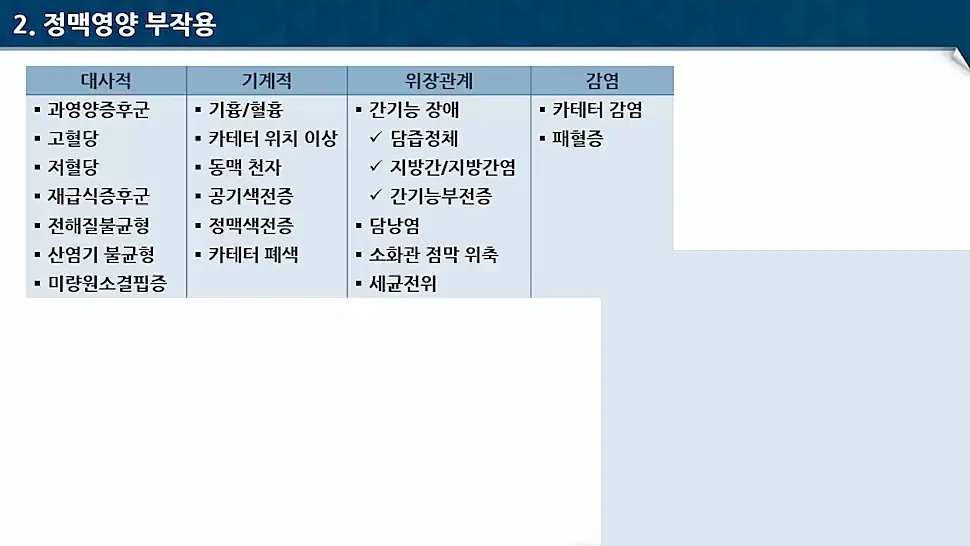 2. 정맥영양 부작용
대사적
▪ 과영양증후군
▪ 고혈당
▪ 저혈당
▪ 재급식증후군
▪ 전해질불균형
▪ 산염기 불균형
▪ 미량원소결핍증
기계적
▪ 기흉/혈흉
▪ 카테터 위치 이상
▪ 동맥 천자
▪ 공기색전증
▪ 정맥색전증
▪ 카테터 폐색
위장관계
▪ 간기능 장애
✓ 담즙정체
✓ 지방간/지방간염
✓ 간기능부전증
▪ 담낭염
▪ 소화관 점막 위축
▪ 세균전위
감염
▪ 카테터 감염
▪ 패혈증